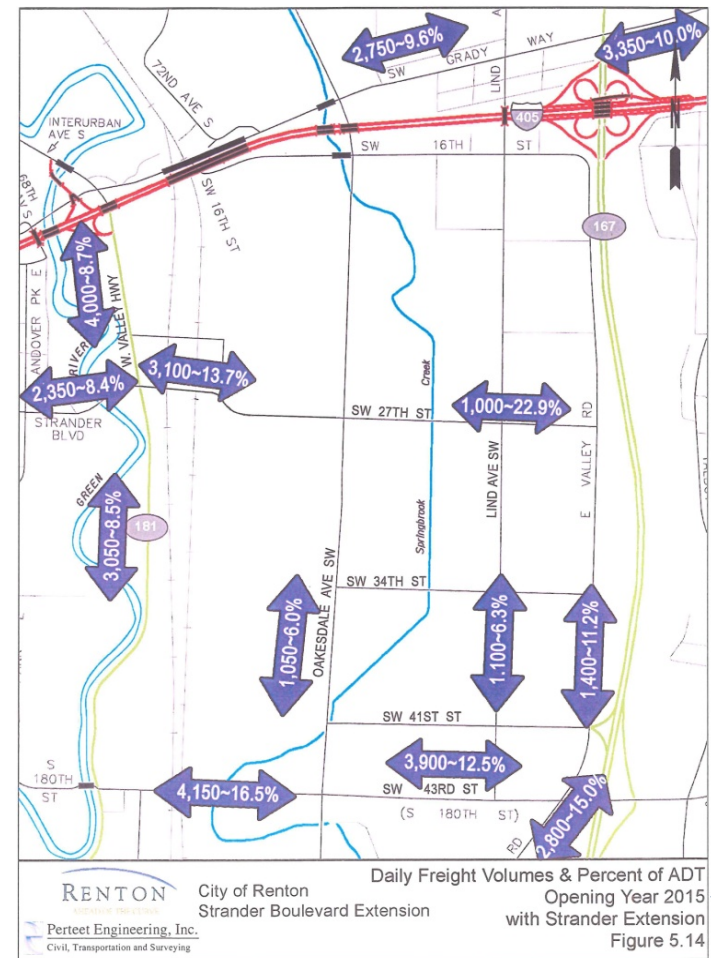 2,750~9.6%
SW GRADY WAY
3,350~10.0%
72ND AVE S
LIND A
INTERURBAN
AVE S
405
SW 16TH ST
68TH
AV S
SW 16TH ST
167
4,000~8.7%
ANDOVER PK E
W. VALLEY HWY
RIVER
3,100~13.7%
2,350~8.4%
Creek
1,000~22.9%
SW 27TH ST
STRANDER
BLVD
E VALLEY RD
LIND AVE SW
GREEN
3,050~8.5%
181
Springbrook
SW 34TH ST
OAKESDALE AVE SW
1,050~6.0%
1.100~6.3%
1,400~11.2%
SW 41ST ST
S
180TH
ST
3,900~12.5%
4,150~16.5%
SW 43RD ST
(S 180TH ST)
2,800~15.0%
RD
RENTON
City of Renton
Strander Boulevard Extension
Perteet Engineering, Inc.
Civil, Transportation and Surveying
Daily Freight Volumes & Percent of ADT
Opening Year 2015
with Strander Extension
Figure 5.14